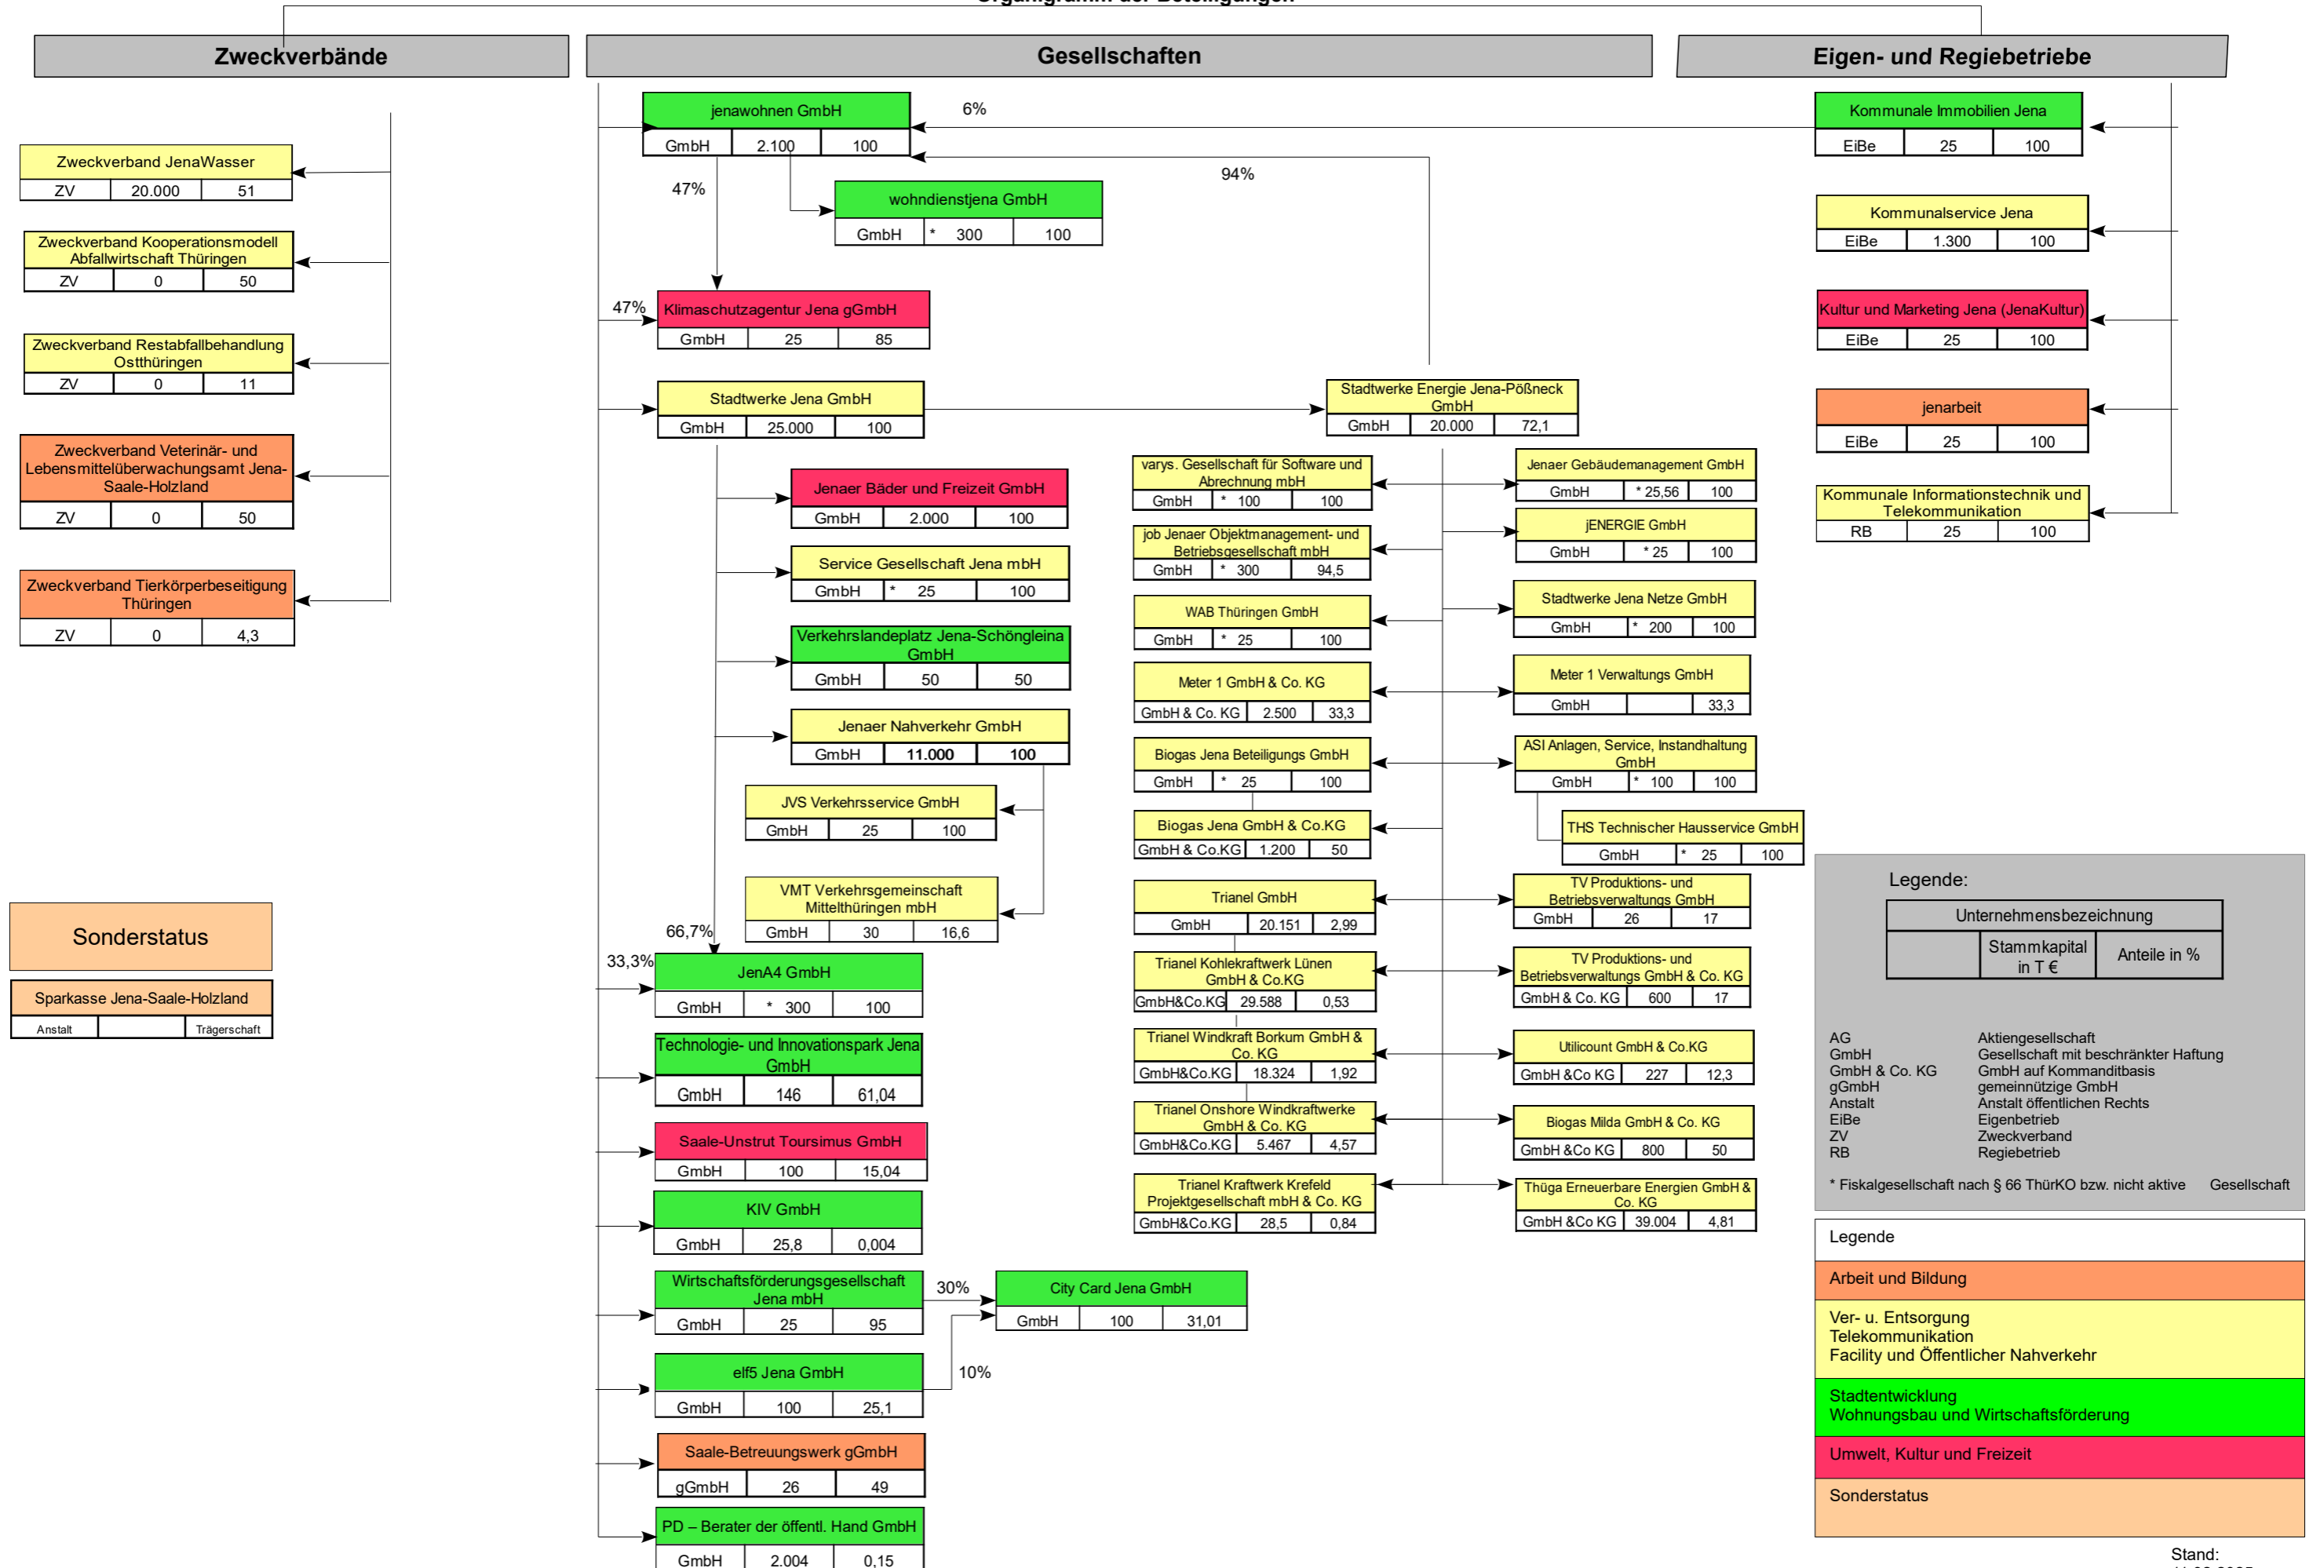 Zweckverbände
Gesellschaften
Eigen- und Regiebetriebe
Zweckverband JenaWasser
ZV 20.000 51
Zweckverband Kooperationsmodell
Abfallwirtschaft Thüringen
ZV 0 50
Zweckverband Restabfallbehandlung
Ostthüringen
ZV 0 11
Zweckverband Veterinär- und
Lebensmittelüberwachungsamt Jena-
Saale-Holzland
ZV 0 50
Zweckverband Tierkörperbeseitigung
Thüringen
ZV 0 4,3
Sonderstatus
Sparkasse Jena-Saale-Holzland
Anstalt Trägerschaft
jenawohnen GmbH
GmbH 2.100 100
6%
94%
47%
wohndienstjena GmbH
GmbH * 300 100
47%
Klimaschutzagentur Jena gGmbH
GmbH 25 85
Stadtwerke Jena GmbH
GmbH 25.000 100
Jenaer Bäder und Freizeit GmbH
GmbH 2.000 100
Service Gesellschaft Jena mbH
GmbH * 25 100
Verkehrslandeplatz Jena-Schöngleina
GmbH
GmbH 50 50
Jenaer Nahverkehr GmbH
GmbH 11.000 100
JVS Verkehrsservice GmbH
GmbH 25 100
VMT Verkehrsgemeinschaft
Mittelthüringen mbH
GmbH 30 16,6
66,7%
33,3%
JenA4 GmbH
GmbH * 300 100
Technologie- und Innovationspark Jena
GmbH
GmbH 146 61,04
Saale-Unstrut Toursimus GmbH
GmbH 100 15,04
KIV GmbH
GmbH 25,8 0,004
Wirtschaftsförderungsgesellschaft
Jena mbH
GmbH 25 95
30%
City Card Jena GmbH
GmbH 100 31,01
elf5 Jena GmbH
GmbH 100 25,1
10%
Saale-Betreuungswerk gGmbH
gGmbH 26 49
PD – Berater der öffentl. Hand GmbH
GmbH 2.004 0,15
Stadtwerke Energie Jena-Pößneck
GmbH
GmbH 20.000 72,1
varys. Gesellschaft für Software und
Abrechnung mbH
GmbH * 100 100
job Jenaer Objektmanagement- und
Betriebsgesellschaft mbH
GmbH * 300 94,5
WAB Thüringen GmbH
GmbH * 25 100
Meter 1 GmbH & Co. KG
GmbH & Co. KG 2.500 33,3
Biogas Jena Beteiligungs GmbH
GmbH * 25 100
Biogas Jena GmbH & Co.KG
GmbH & Co.KG 1.200 50
Trianel GmbH
GmbH 20.151 2,99
Trianel Kohlekraftwerk Lünen
GmbH & Co.KG
GmbH&Co.KG 29.588 0,53
Trianel Windkraft Borkum GmbH &
Co. KG
GmbH&Co.KG 18.324 1,92
Trianel Onshore Windkraftwerke
GmbH & Co. KG
GmbH&Co.KG 5.467 4,57
Trianel Kraftwerk Krefeld
Projektgesellschaft mbH & Co. KG
GmbH&Co.KG 28,5 0,84
Jenaer Gebäudemanagement GmbH
GmbH * 25,56 100
jENERGIE GmbH
GmbH * 25 100
Stadtwerke Jena Netze GmbH
GmbH * 200 100
Meter 1 Verwaltungs GmbH
GmbH 33,3
ASI Anlagen, Service, Instandhaltung
GmbH
GmbH * 100 100
THS Technischer Hausservice GmbH
GmbH * 25 100
TV Produktions- und
Betriebsverwaltungs GmbH
GmbH 26 17
TV Produktions- und
Betriebsverwaltungs GmbH & Co. KG
GmbH & Co. KG 600 17
Utilicount GmbH & Co.KG
GmbH &Co KG 227 12,3
Biogas Milda GmbH & Co. KG
GmbH &Co KG 800 50
Thüga Erneuerbare Energien GmbH &
Co. KG
GmbH &Co KG 39.004 4,81
Kommunale Immobilien Jena
EiBe 25 100
Kommunalservice Jena
EiBe 1.300 100
Kultur und Marketing Jena (JenaKultur)
EiBe 25 100
jenarbeit
EiBe 25 100
Kommunale Informationstechnik und
Telekommunikation
RB 25 100
Legende:
Unternehmensbezeichnung
Stammkapital
in T € Anteile in %
AG Aktiengesellschaft
GmbH Gesellschaft mit beschränkter Haftung
GmbH & Co. KG GmbH auf Kommanditbasis
gGmbH gemeinnützige GmbH
Anstalt Anstalt öffentlichen Rechts
EiBe Eigenbetrieb
ZV Zweckverband
RB Regiebetrieb
* Fiskalgesellschaft nach § 66 ThürKO bzw. nicht aktive Gesellschaft
Legende
Arbeit und Bildung
Ver- u. Entsorgung
Telekommunikation
Facility und Öffentlicher Nahverkehr
Stadtentwicklung
Wohnungsbau und Wirtschaftsförderung
Umwelt, Kultur und Freizeit
Sonderstatus
Stand: